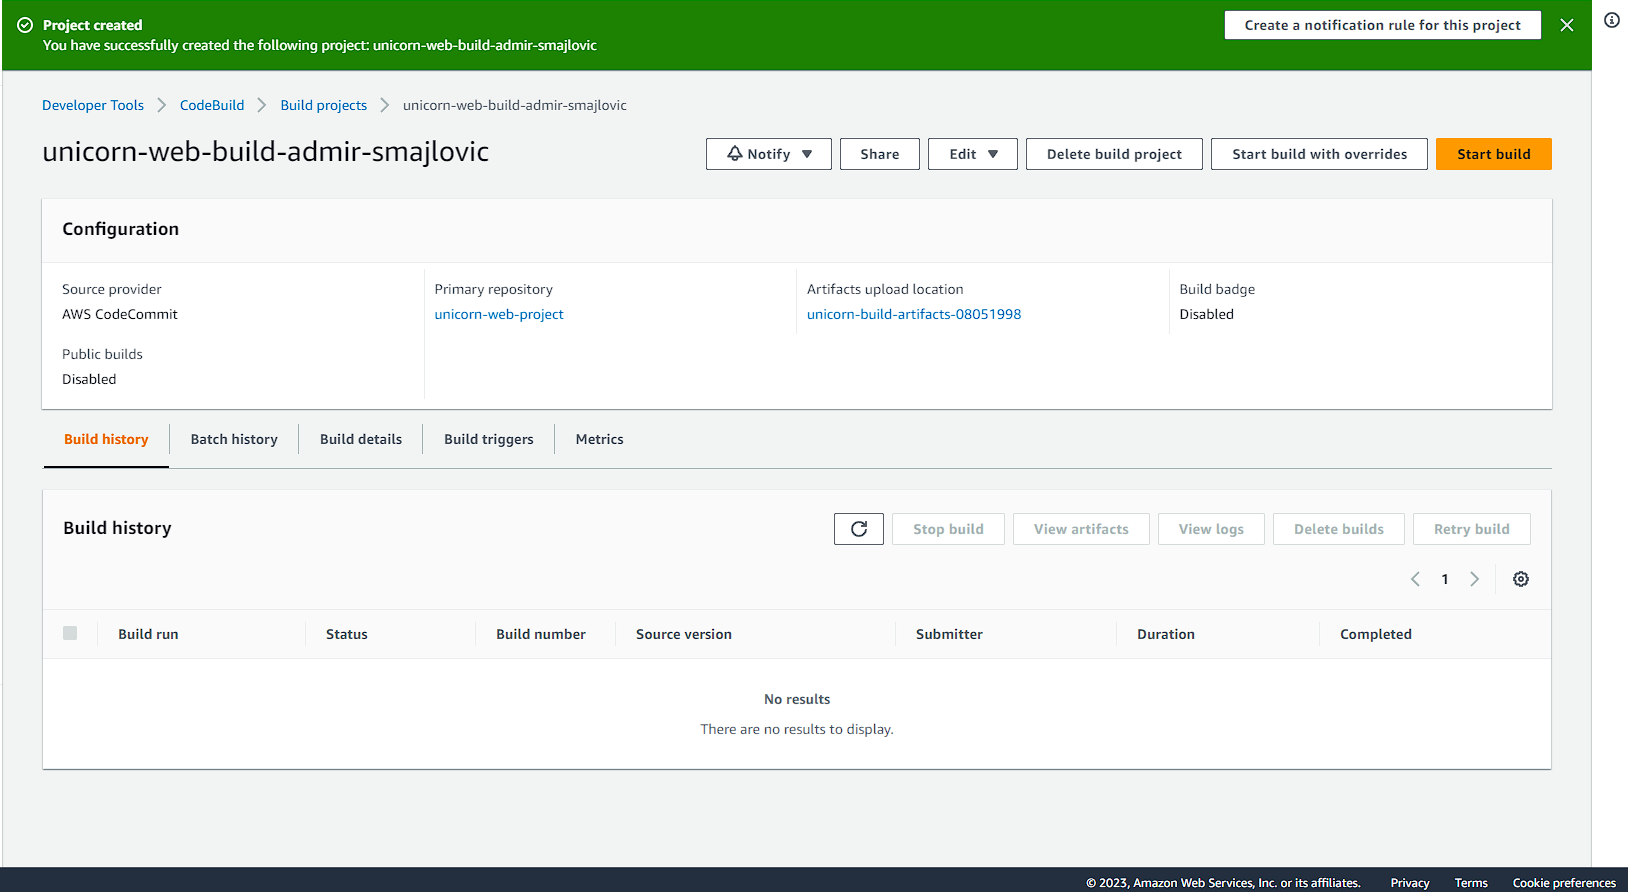 Project created
You have successfully created the following project: unicorn-web-build-admir-smajlovic
Create a notification rule for this project
Developer Tools
CodeBuild
Build projects
unicorn-web-build-admir-smajlovic
unicorn-web-build-admir-smajlovic
Notify
Share
Edit
Delete build project
Start build with overrides
Start build
Configuration
Source provider
AWS CodeCommit
Primary repository
unicorn-web-project
Artifacts upload location
unicorn-build-artifacts-08051998
Build badge
Disabled
Public builds
Disabled
Build history
Batch history
Build details
Build triggers
Metrics
Build history
Stop build
View artifacts
View logs
Delete builds
Retry build
1
Build run
Status
Build number
Source version
Submitter
Duration
Completed
No results
There are no results to display.
© 2023, Amazon Web Services, Inc. or its affiliates.
Privacy
Terms
Cookie preferences